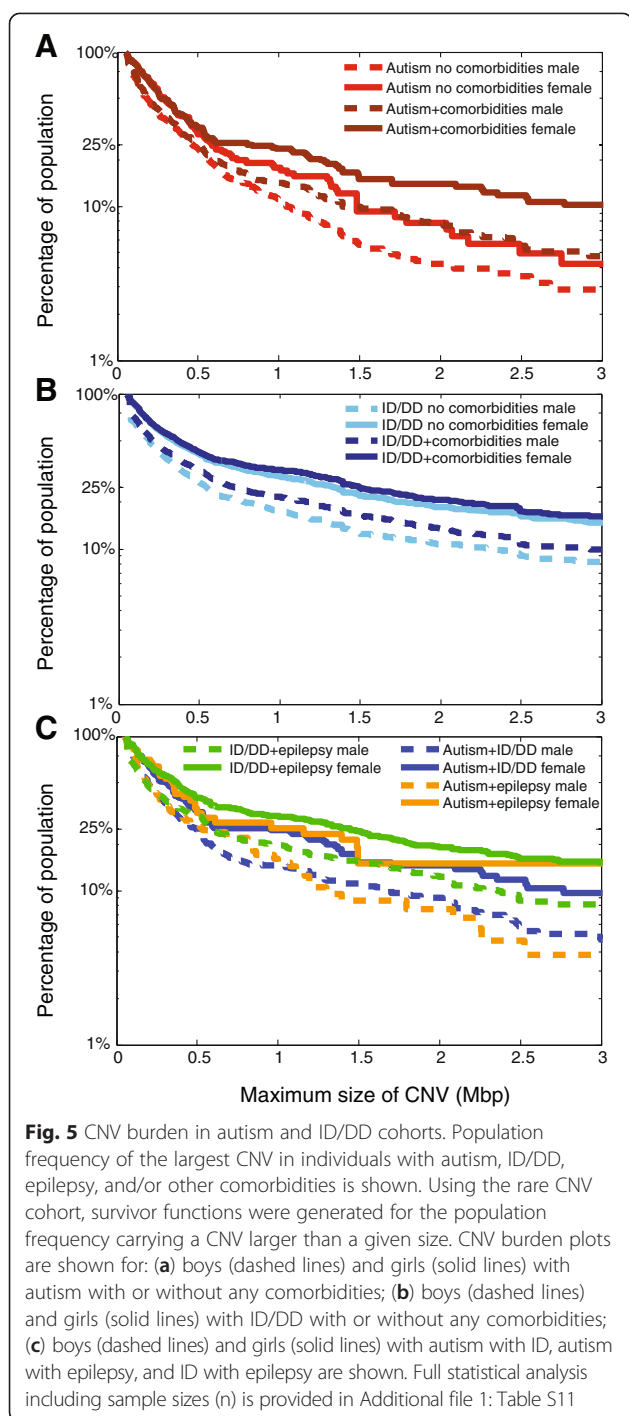 A
100%
25%
10%
1%
Percentage of population
Autism no comorbidities male
Autism no comorbidities female
Autism+comorbidities male
Autism+comorbidities female
0 0.5 1 1.5 2 2.5 3
B
100%
25%
10%
1%
Percentage of population
ID/DD no comorbidities male
ID/DD no comorbidities female
ID/DD+comorbidities male
ID/DD+comorbidities female
0 0.5 1 1.5 2 2.5 3
C
100%
25%
10%
1%
Percentage of population
ID/DD+epilepsy male
ID/DD+epilepsy female
Autism+ID/DD male
Autism+ID/DD female
Autism+epilepsy male
Autism+epilepsy female
0 0.5 1 1.5 2 2.5 3
Maximum size of CNV (Mbp)
Fig. 5 CNV burden in autism and ID/DD cohorts. Population
frequency of the largest CNV in individuals with autism, ID/DD,
epilepsy, and/or other comorbidities is shown. Using the rare CNV
cohort, survivor functions were generated for the population
frequency carrying a CNV larger than a given size. CNV burden plots
are shown for: (a) boys (dashed lines) and girls (solid lines) with
autism with or without any comorbidities; (b) boys (dashed lines)
and girls (solid lines) with ID/DD with or without any comorbidities;
(c) boys (dashed lines) and girls (solid lines) with autism with ID, autism
with epilepsy, and ID with epilepsy are shown. Full statistical analysis
including sample sizes (n) is provided in Additional file 1: Table S11